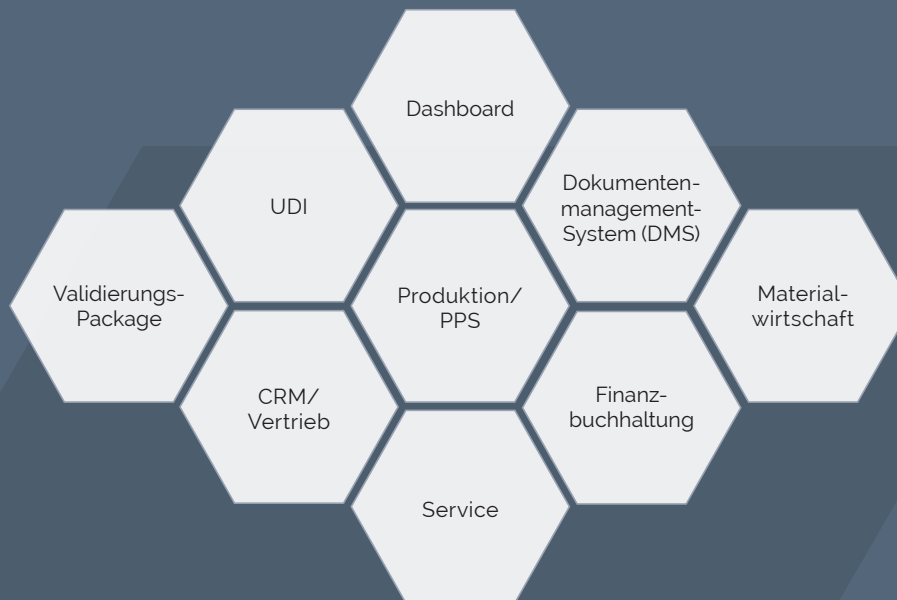 Dashboard
UDI
Dokumenten-
management-
System (DMS)
Validierungs-
Package
Produktion/
PPS
Material-
wirtschaft
CRM/
Vertrieb
Finanz-
buchhaltung
Service